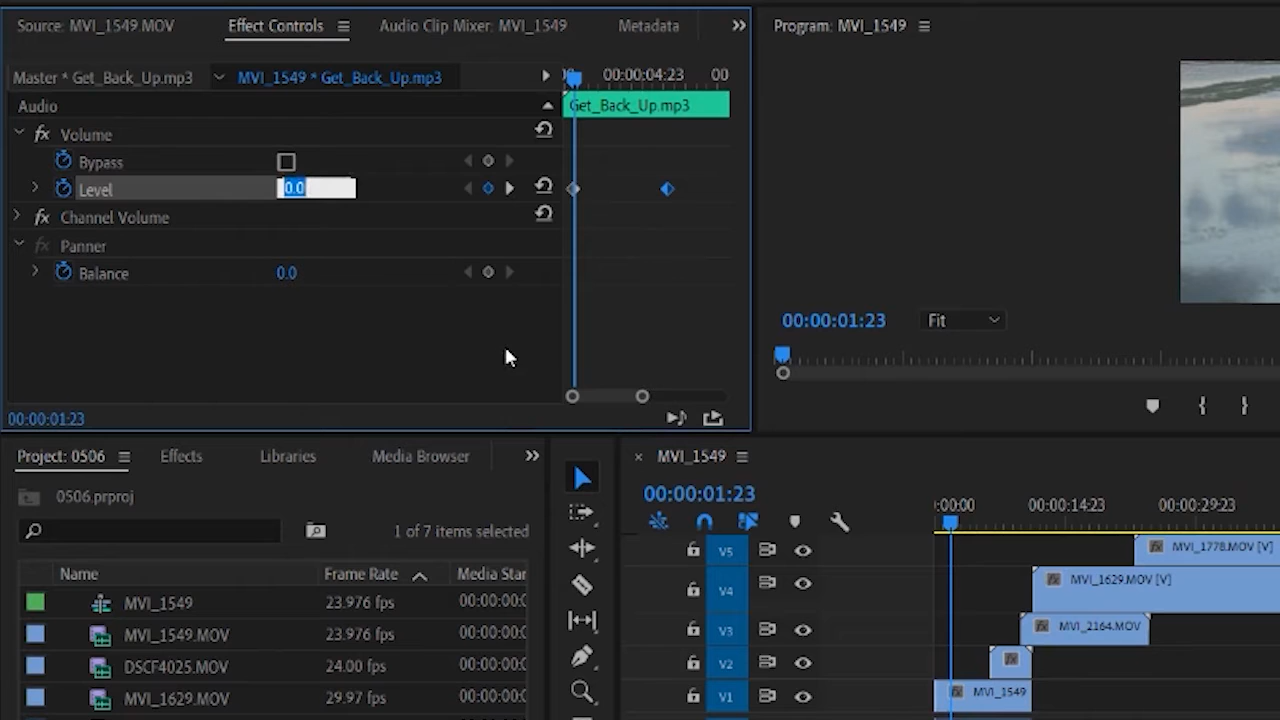 Source: MVI_1549.MOV
Effect Controls
Audio Clip Mixer: MVI_1549
Metadata
Program: MVI_1549
Master * Get_Back_Up.mp3
MVI_1549 * Get_Back_Up.mp3
00:00:04:23
00
Audio
Get_Back_Up.mp3
fx Volume
Bypass
Level
0.0
fx Channel Volume
fx Panner
Balance
0.0
00:00:01:23
Fit
00:00:01:23
Project: 0506
Effects
Libraries
Media Browser
MVI_1549
0506.prproj
00:00:01:23
1 of 7 items selected
:00:00
00:00:14:23
00:00:29:23
Name
Frame Rate
Media Star
V5
fx MVI_1778.MOV [V]
V4
fx MVI_1629.MOV [V]
MVI_1549
23.976 fps
00:00:00:0
V3
fx MVI_2164.MOV
MVI_1549.MOV
23.976 fps
00:00:00:0
V2
fx
DSCF4025.MOV
24.00 fps
00:00:00:0
V1
fx MVI_1549
MVI_1629.MOV
29.97 fps
00:00:00:0